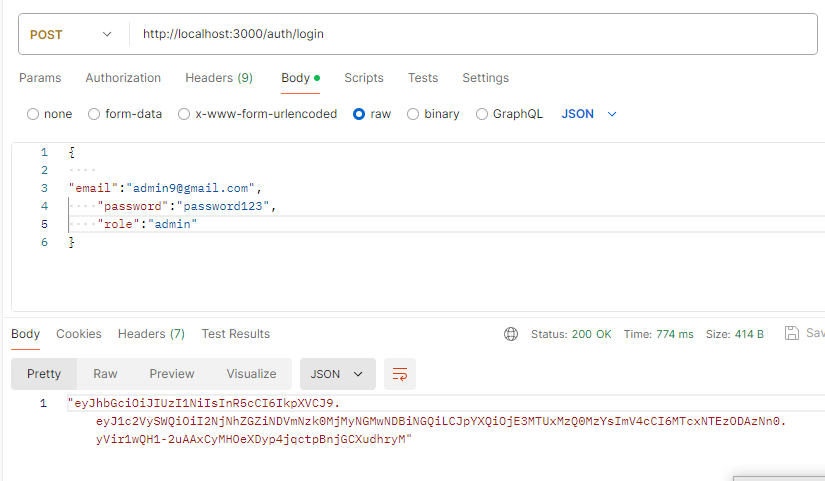 POST http://localhost:3000/auth/login
Params Authorization Headers (9) Body Scripts Tests Settings
none form-data x-www-form-urlencoded raw binary GraphQL JSON
1 {
2
3 "email":"admin9@gmail.com",
4 "password":"password123",
5 "role":"admin"
6 }
Body Cookies Headers (7) Test Results Status: 200 OK Time: 774 ms Size: 414 B Sav
Pretty Raw Preview Visualize JSON
1 "eyJhbGciOiJIUzI1NiIsInR5cCI6IkpXVCJ9.
eyJ1c2VySWQiOiI2NjNhZGZiNDVmNzk0MjMyNGMwNDBiNGQiLCJpYXQiOjE3MTUxMzQ0MzYsImV4cCI6MTcxNTEzODAzNn0.
yVir1wQH1-2uAAxCyMHOeXDyp4jqctpBnjGCXudhryM"